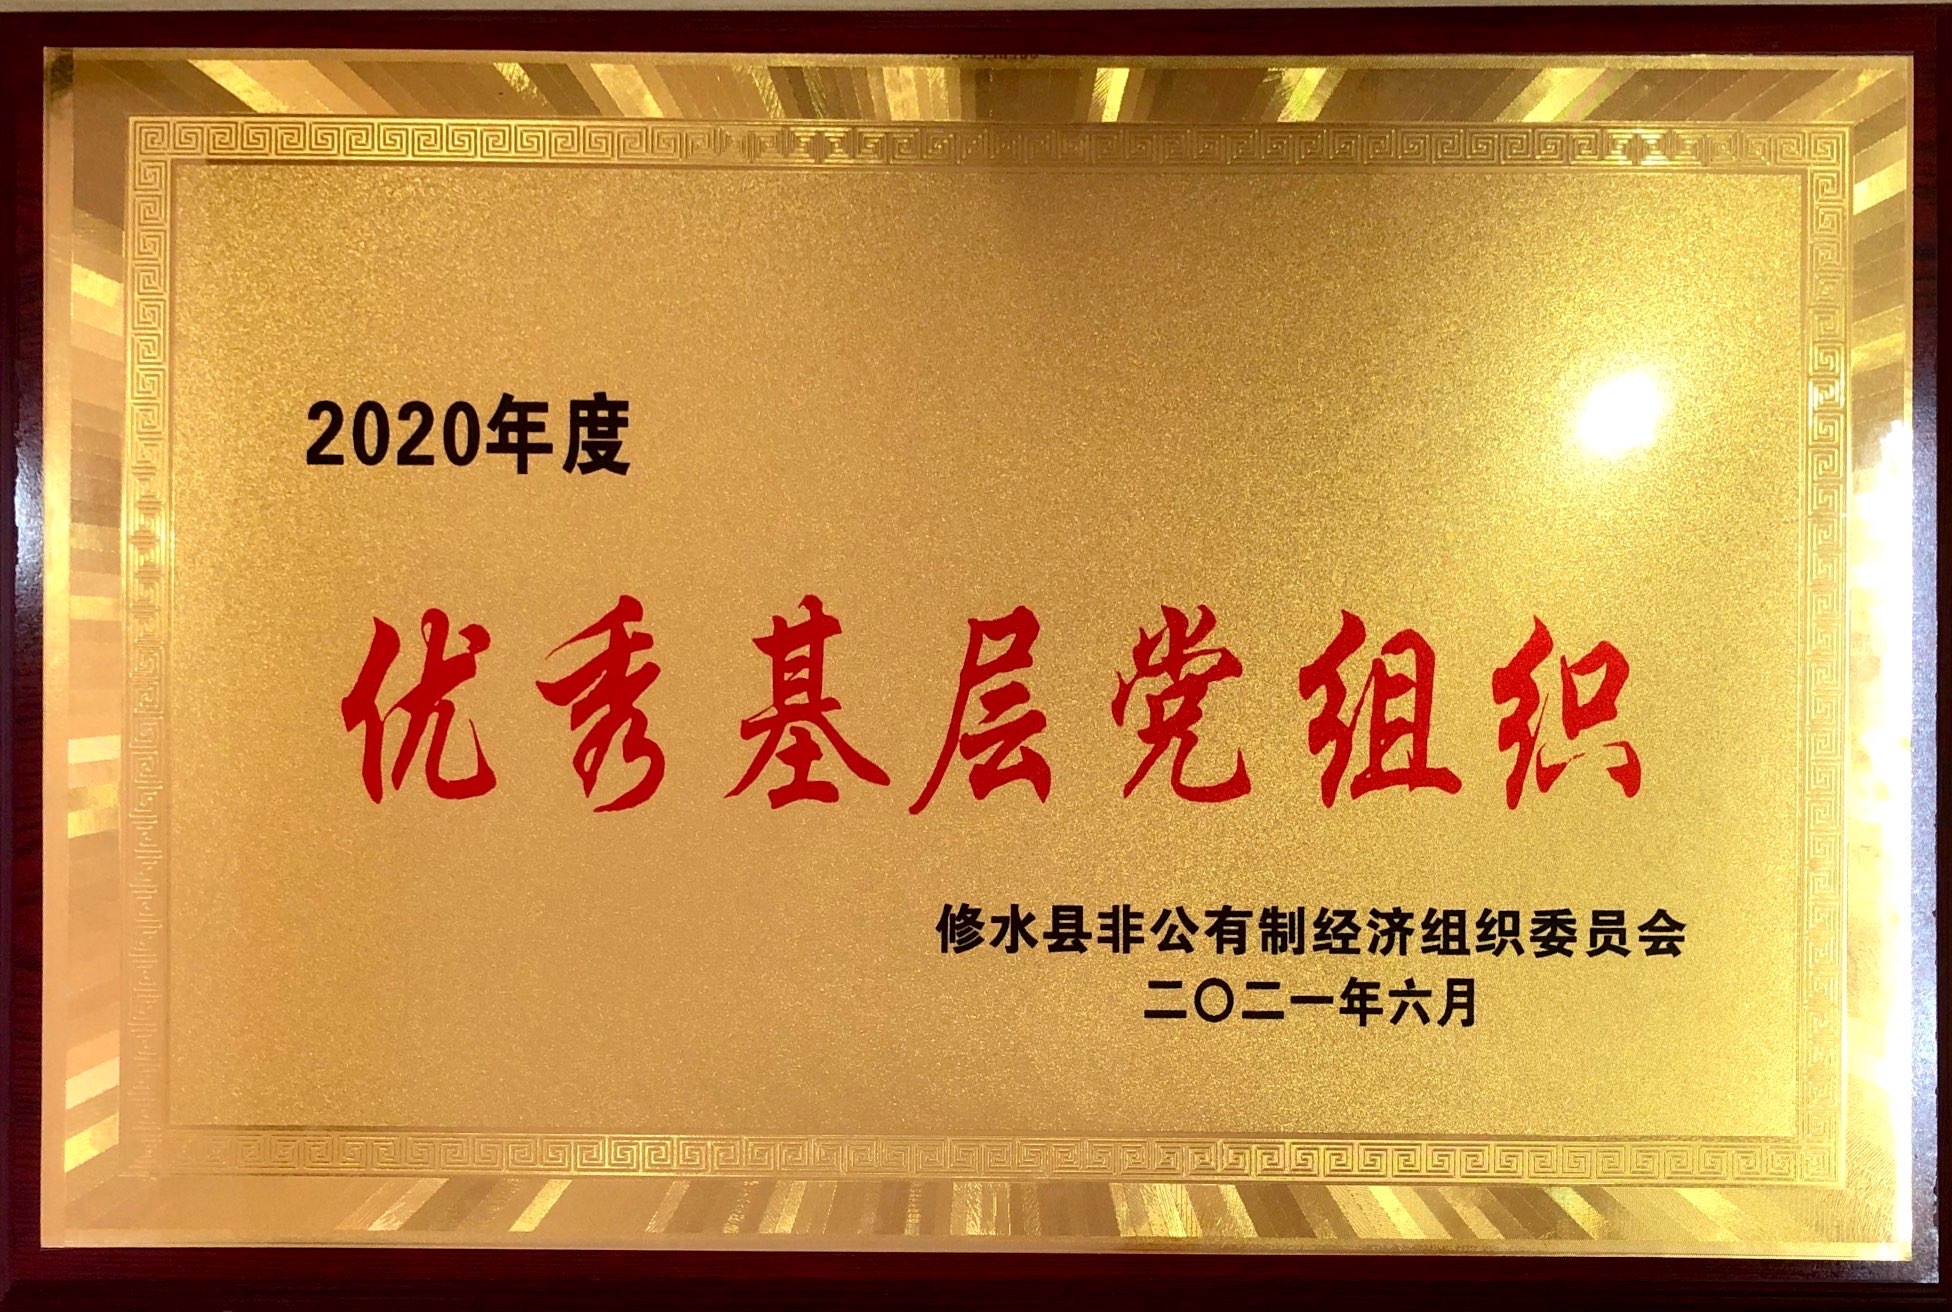 2020年度
优秀基层党组织
修水县非公有制经济组织委员会
二〇二一年六月